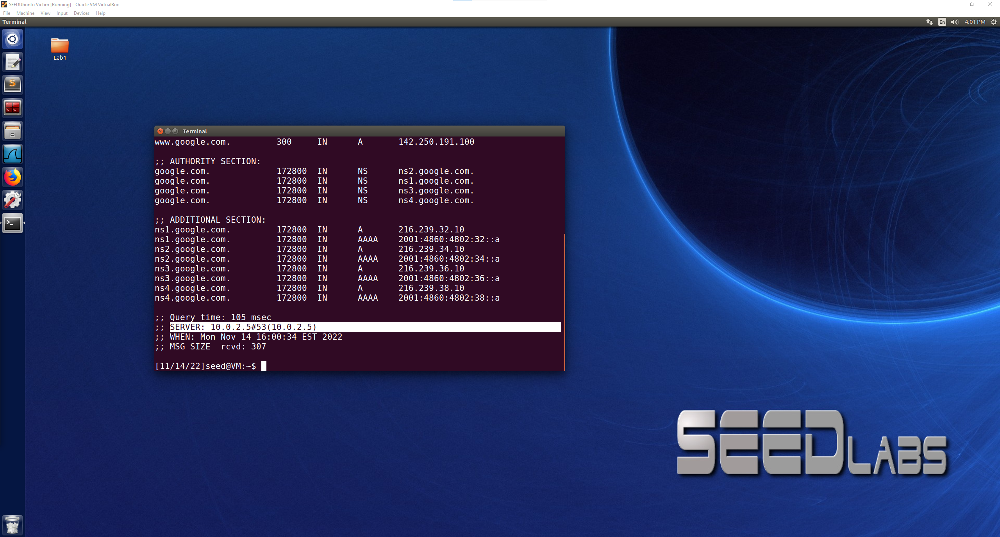 SEEDUbuntu Victim [Running] - Oracle VM VirtualBox
File Machine View Input Devices Help
Terminal En 4:01 PM
Lab1
Terminal
www.google.com. 300 IN A 142.250.191.100
;; AUTHORITY SECTION:
google.com. 172800 IN NS ns2.google.com.
google.com. 172800 IN NS ns1.google.com.
google.com. 172800 IN NS ns3.google.com.
google.com. 172800 IN NS ns4.google.com.
;; ADDITIONAL SECTION:
ns1.google.com. 172800 IN A 216.239.32.10
ns1.google.com. 172800 IN AAAA 2001:4860:4802:32::a
ns2.google.com. 172800 IN A 216.239.34.10
ns2.google.com. 172800 IN AAAA 2001:4860:4802:34::a
ns3.google.com. 172800 IN A 216.239.36.10
ns3.google.com. 172800 IN AAAA 2001:4860:4802:36::a
ns4.google.com. 172800 IN A 216.239.38.10
ns4.google.com. 172800 IN AAAA 2001:4860:4802:38::a
;; Query time: 105 msec
;; SERVER: 10.0.2.5#53(10.0.2.5)
;; WHEN: Mon Nov 14 16:00:34 EST 2022
;; MSG SIZE  rcvd: 307
[11/14/22]seed@VM:~$
SEEDLABS